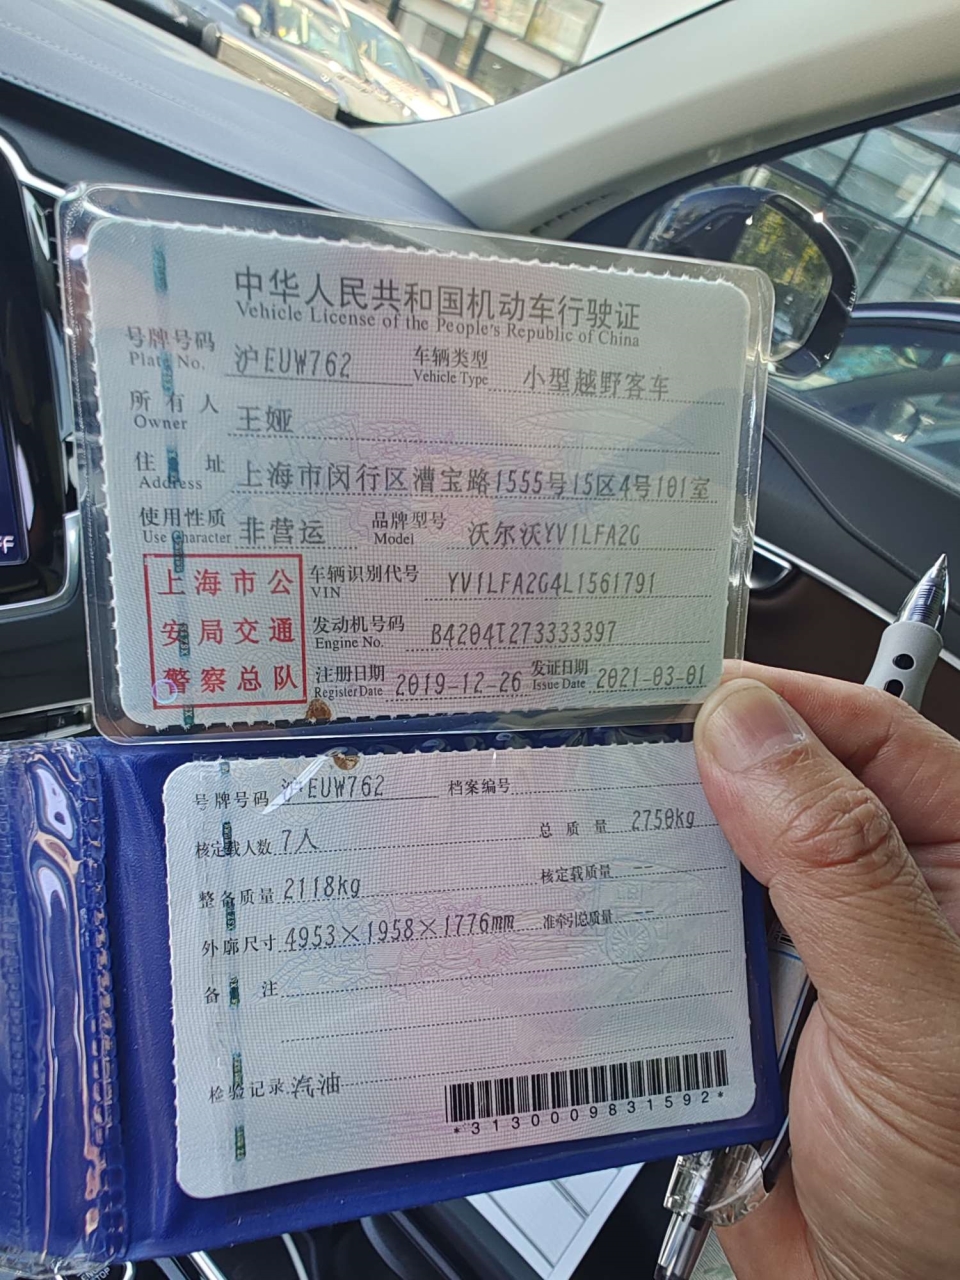 中华人民共和国机动车行驶证
Vehicle License of the People's Republic of China
号牌号码 Plate No. 沪EUW762 车辆类型 Vehicle Type 小型越野客车
所有人 Owner 王娅
住址 Address 上海市闵行区漕宝路1555号15区4号101室
使用性质 Use Character 非营运 品牌型号 Model 沃尔沃YV1LFA2G
上海市公安局交通警察总队
车辆识别代号 VIN YV1LFA2G4L1561791
发动机号码 Engine No. B4204T273333397
注册日期 Register Date 2019-12-26 发证日期 Issue Date 2021-03-01
号牌号码 沪EUW762 档案编号
核定载人数 7人 总质量 2750kg
整备质量 2118kg 核定载质量 --
外廓尺寸 4953×1958×1776mm 准牵引总质量 --
备注
检验记录 汽油
*3130009831592*